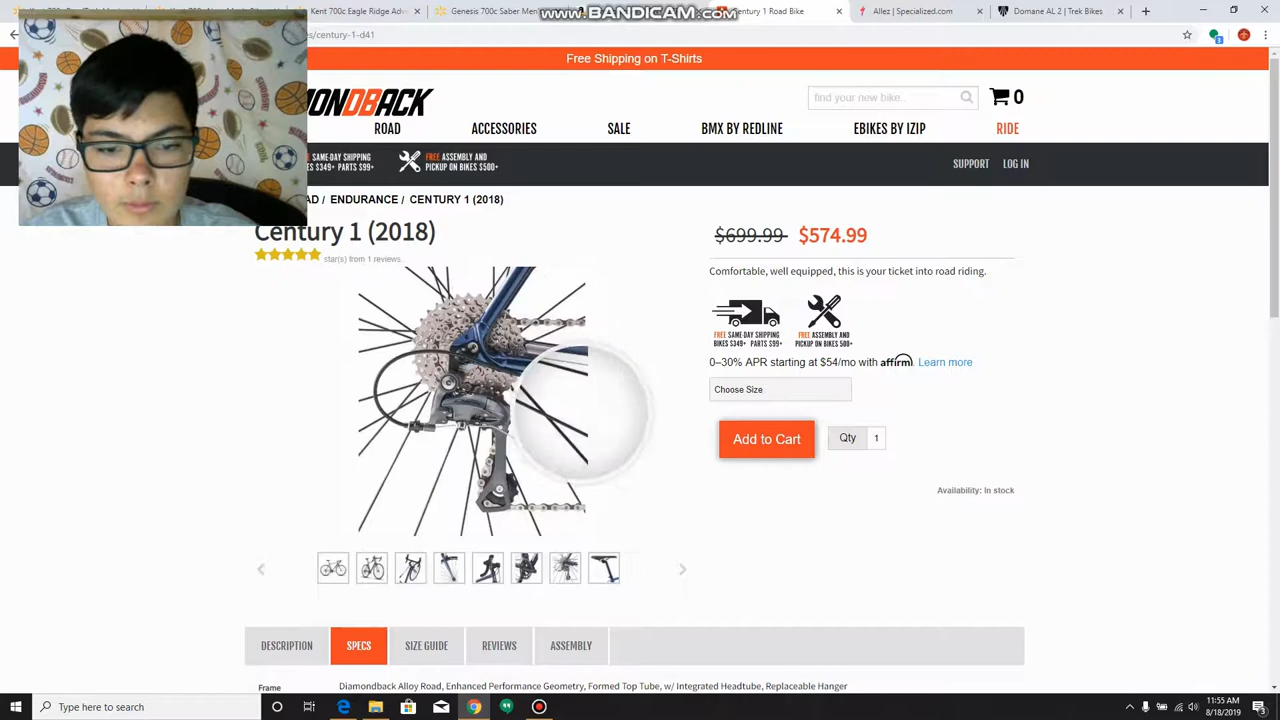 Kent 700c Eagle Ridge Adv
Genesis 700c Saber Men
www.BANDICAM.com
Century 1 Road Bike
Allez | Specialized.com
Domane AL 2 | Trek Bikes
/century-1-d41
Free Shipping on T-Shirts
ONDBACK
find your new bike..
0
ROAD
ACCESSORIES
SALE
BMX BY REDLINE
EBIKES BY IZIP
RIDE
SAME-DAY SHIPPING
$349+ PARTS $99+
FREE ASSEMBLY AND
PICKUP ON BIKES $500+
SUPPORT
LOG IN
AD / ENDURANCE / CENTURY 1 (2018)
Century 1 (2018)
star(s) from 1 reviews.
$699.99 $574.99
Comfortable, well equipped, this is your ticket into road riding.
FREE SAME-DAY SHIPPING
BIKES $349+ PARTS $99+
FREE ASSEMBLY AND
PICKUP ON BIKES 500+
0–30% APR starting at $54/mo with affirm. Learn more
Choose Size
Add to Cart
Qty
1
Availability: In stock
DESCRIPTION
SPECS
SIZE GUIDE
REVIEWS
ASSEMBLY
Frame
Diamondback Alloy Road, Enhanced Performance Geometry, Formed Top Tube, w/ Integrated Headtube, Replaceable Hanger
Type here to search
11:55 AM
8/18/2019